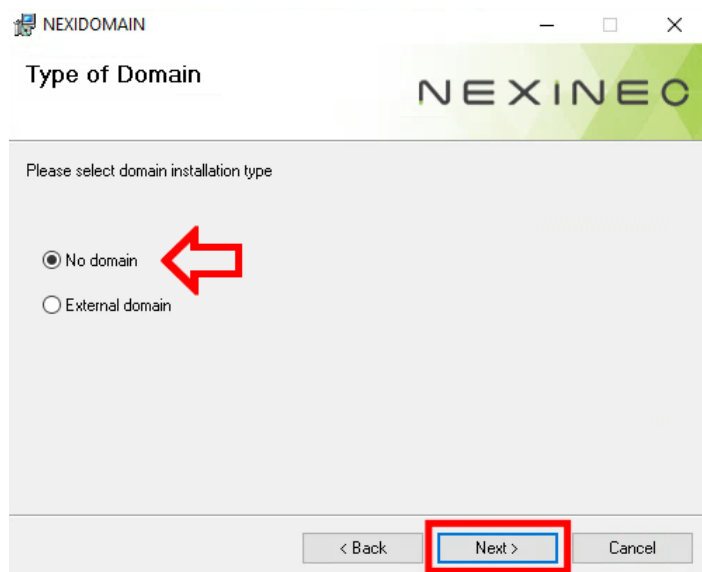 NEXIDOMAIN
Type of Domain
NEXINEC
Please select domain installation type
No domain
External domain
< Back
Next >
Cancel